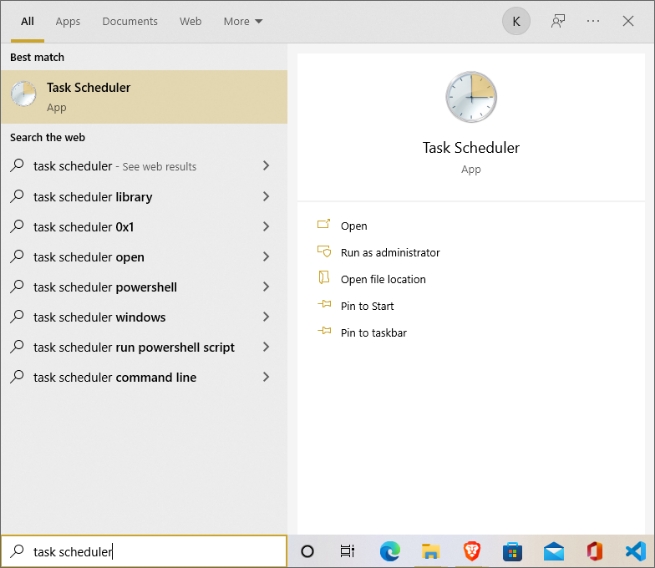 All Apps Documents Web More K
Best match
Task Scheduler
App
Search the web
task scheduler - See web results
task scheduler library
task scheduler 0x1
task scheduler open
task scheduler powershell
task scheduler windows
task scheduler run powershell script
task scheduler command line
Task Scheduler
App
Open
Run as administrator
Open file location
Pin to Start
Pin to taskbar
task scheduler